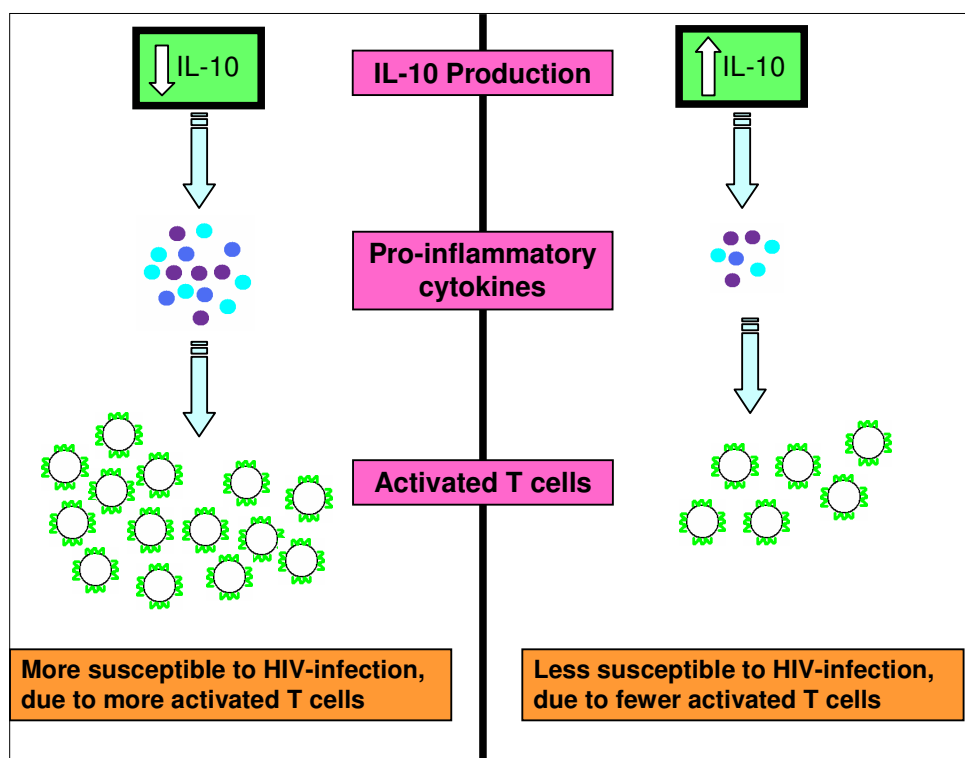 IL-10
IL-10 Production
IL-10
Pro-inflammatory
cytokines
Activated T cells
More susceptible to HIV-infection,
due to more activated T cells
Less susceptible to HIV-infection,
due to fewer activated T cells